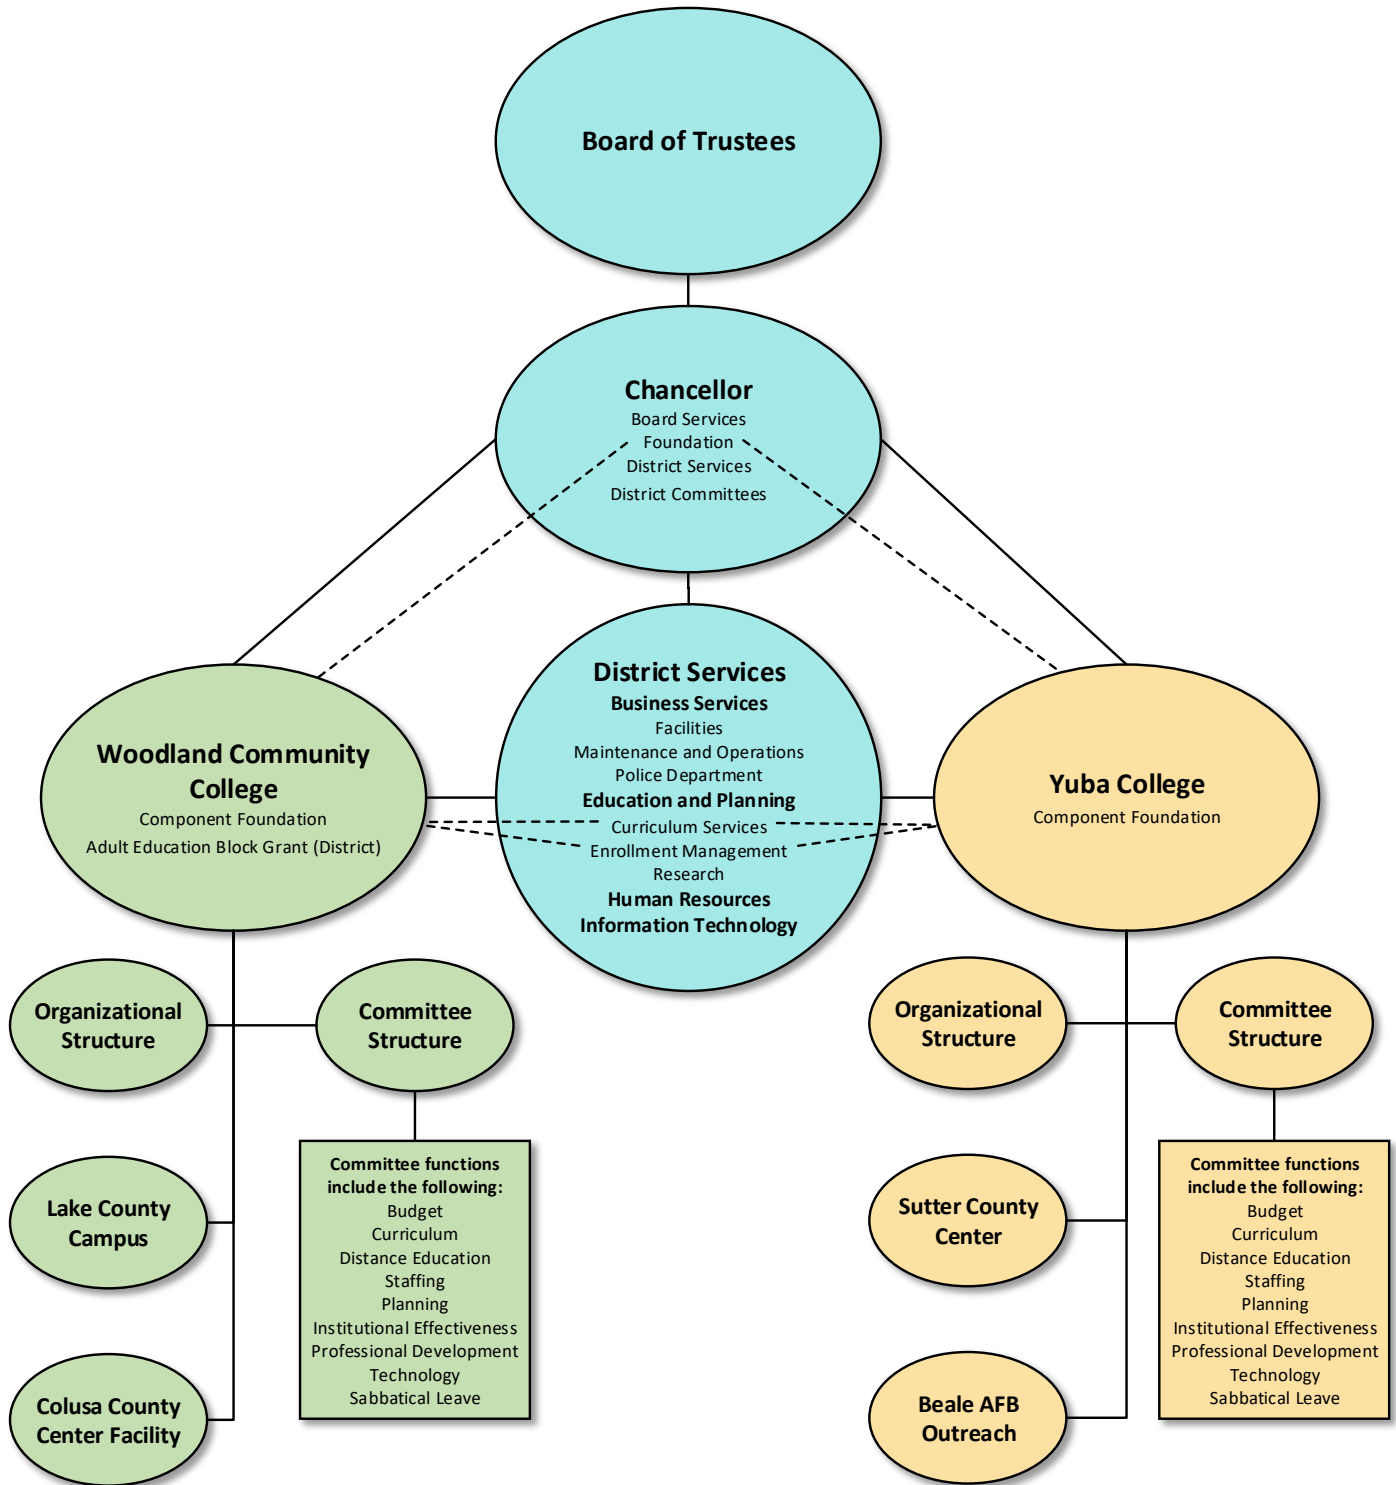 Board of Trustees
Chancellor
Board Services
Foundation
District Services
District Committees
District Services
Business Services
Facilities
Maintenance and Operations
Police Department
Education and Planning
Curriculum Services
Enrollment Management
Research
Human Resources
Information Technology
Woodland Community
College
Component Foundation
Adult Education Block Grant (District)
Yuba College
Component Foundation
Organizational
Structure
Committee
Structure
Lake County
Campus
Colusa County
Center Facility
Committee functions
include the following:
Budget
Curriculum
Distance Education
Staffing
Planning
Institutional Effectiveness
Professional Development
Technology
Sabbatical Leave
Organizational
Structure
Committee
Structure
Sutter County
Center
Beale AFB
Outreach
Committee functions
include the following:
Budget
Curriculum
Distance Education
Staffing
Planning
Institutional Effectiveness
Professional Development
Technology
Sabbatical Leave